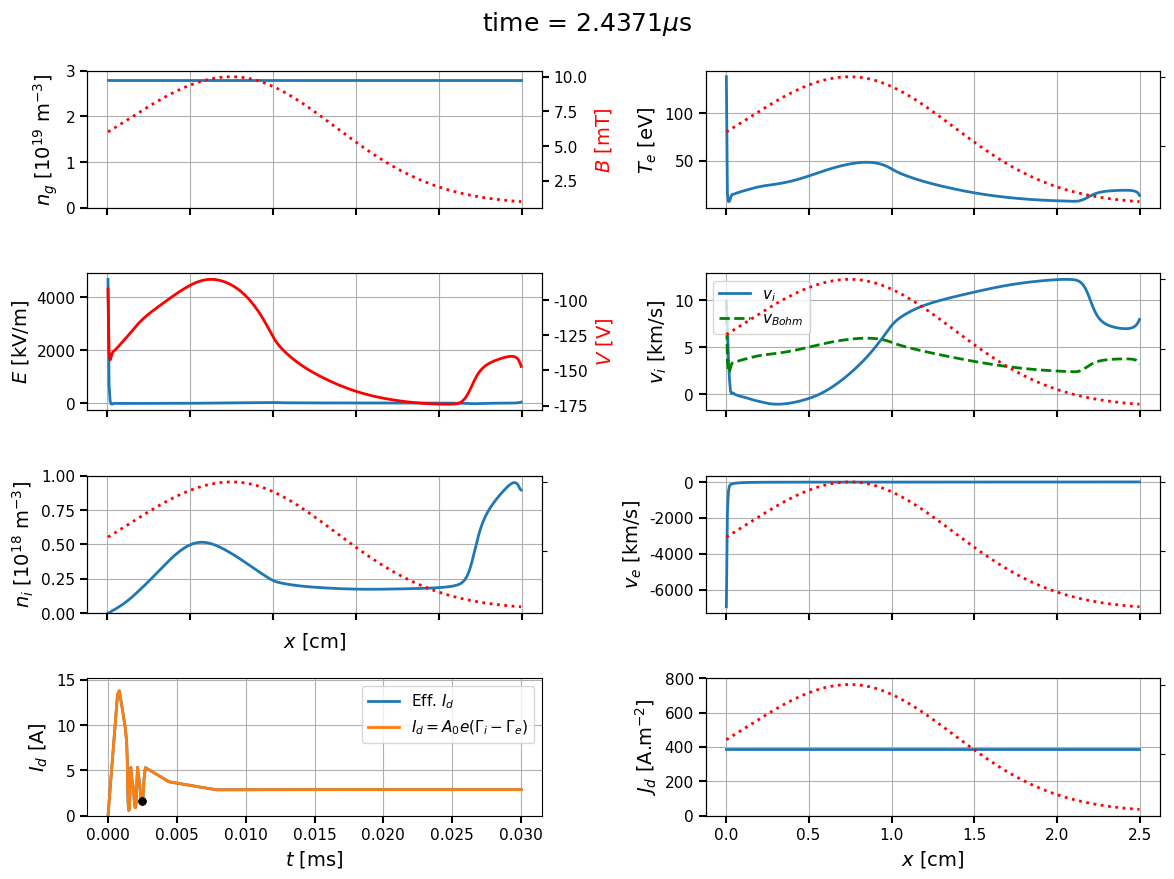 time = 2.4371μs
n_g [10^19 m^−3]
3
2
1
0
10.0
7.5
5.0
2.5
B [mT]
T_e [eV]
100
50
E [kV/m]
4000
2000
0
-100
-125
-150
-175
V [V]
v_i [km/s]
10
5
0
v_i
v_Bohm
n_i [10^18 m^−3]
1.00
0.75
0.50
0.25
0.00
x [cm]
v_e [km/s]
0
-2000
-4000
-6000
I_d [A]
15
10
5
0
Eff. I_d
I_d = A_0e(Γ_i − Γ_e)
0.000 0.005 0.010 0.015 0.020 0.025 0.030
t [ms]
J_d [A.m^−2]
800
600
400
200
0
0.0 0.5 1.0 1.5 2.0 2.5
x [cm]